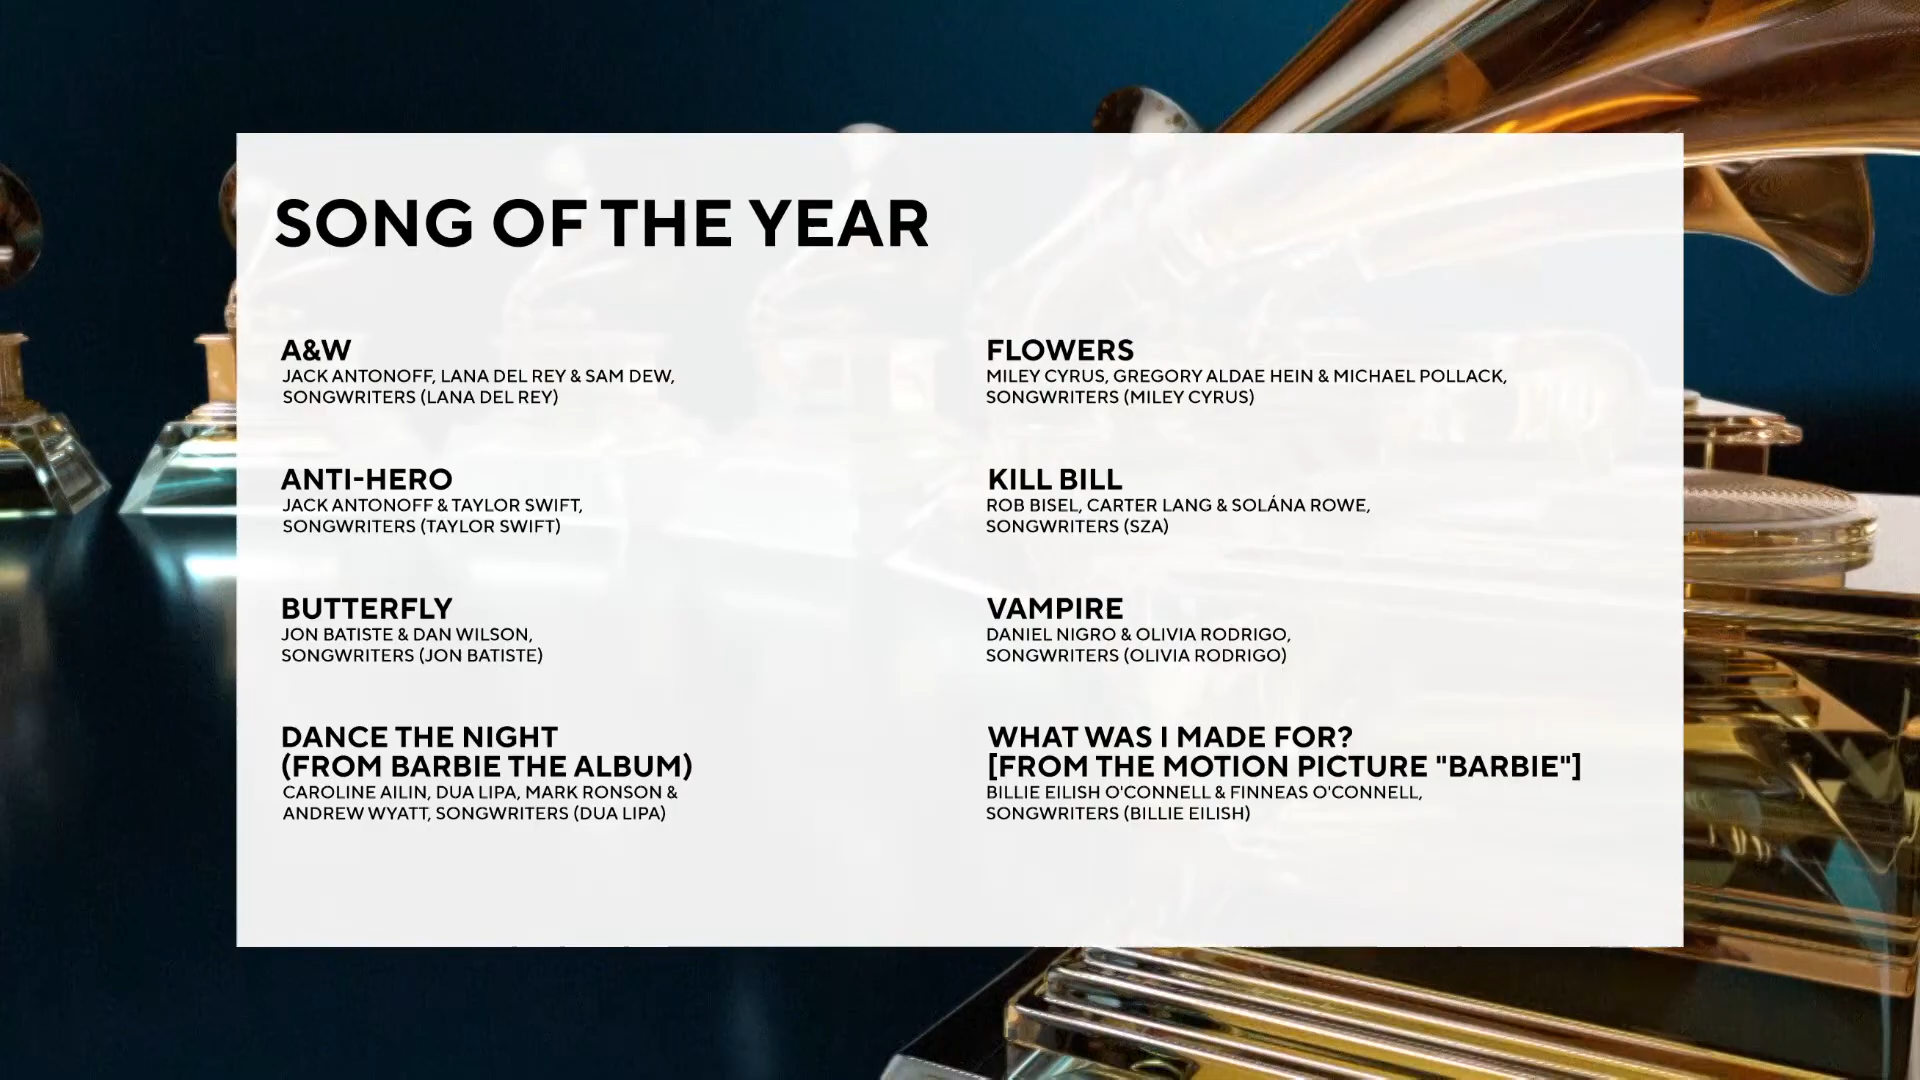 SONG OF THE YEAR
A&W
JACK ANTONOFF, LANA DEL REY & SAM DEW,
SONGWRITERS (LANA DEL REY)
ANTI-HERO
JACK ANTONOFF & TAYLOR SWIFT,
SONGWRITERS (TAYLOR SWIFT)
BUTTERFLY
JON BATISTE & DAN WILSON,
SONGWRITERS (JON BATISTE)
DANCE THE NIGHT
(FROM BARBIE THE ALBUM)
CAROLINE AILIN, DUA LIPA, MARK RONSON &
ANDREW WYATT, SONGWRITERS (DUA LIPA)
FLOWERS
MILEY CYRUS, GREGORY ALDAE HEIN & MICHAEL POLLACK,
SONGWRITERS (MILEY CYRUS)
KILL BILL
ROB BISEL, CARTER LANG & SOLÁNA ROWE,
SONGWRITERS (SZA)
VAMPIRE
DANIEL NIGRO & OLIVIA RODRIGO,
SONGWRITERS (OLIVIA RODRIGO)
WHAT WAS I MADE FOR?
[FROM THE MOTION PICTURE "BARBIE"]
BILLIE EILISH O'CONNELL & FINNEAS O'CONNELL,
SONGWRITERS (BILLIE EILISH)